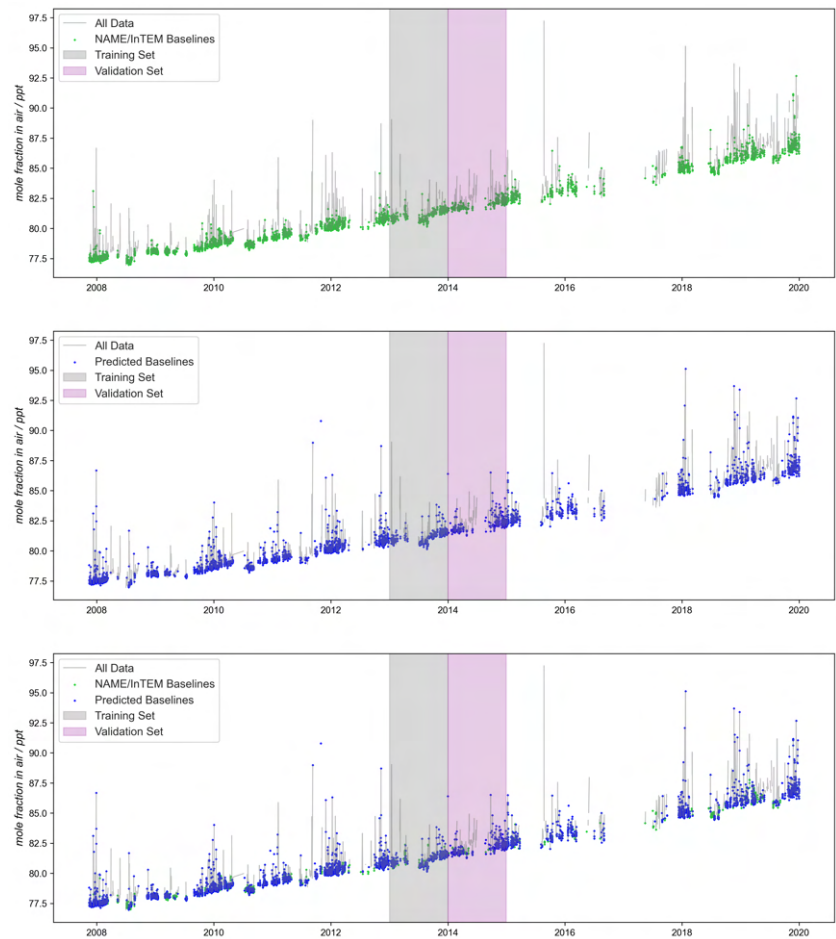 97.5
95.0
92.5
90.0
87.5
85.0
82.5
80.0
77.5
mole fraction in air / ppt
All Data
NAME/InTEM Baselines
Training Set
Validation Set
2008 2010 2012 2014 2016 2018 2020
97.5
95.0
92.5
90.0
87.5
85.0
82.5
80.0
77.5
mole fraction in air / ppt
All Data
Predicted Baselines
Training Set
Validation Set
2008 2010 2012 2014 2016 2018 2020
97.5
95.0
92.5
90.0
87.5
85.0
82.5
80.0
77.5
mole fraction in air / ppt
All Data
NAME/InTEM Baselines
Predicted Baselines
Training Set
Validation Set
2008 2010 2012 2014 2016 2018 2020